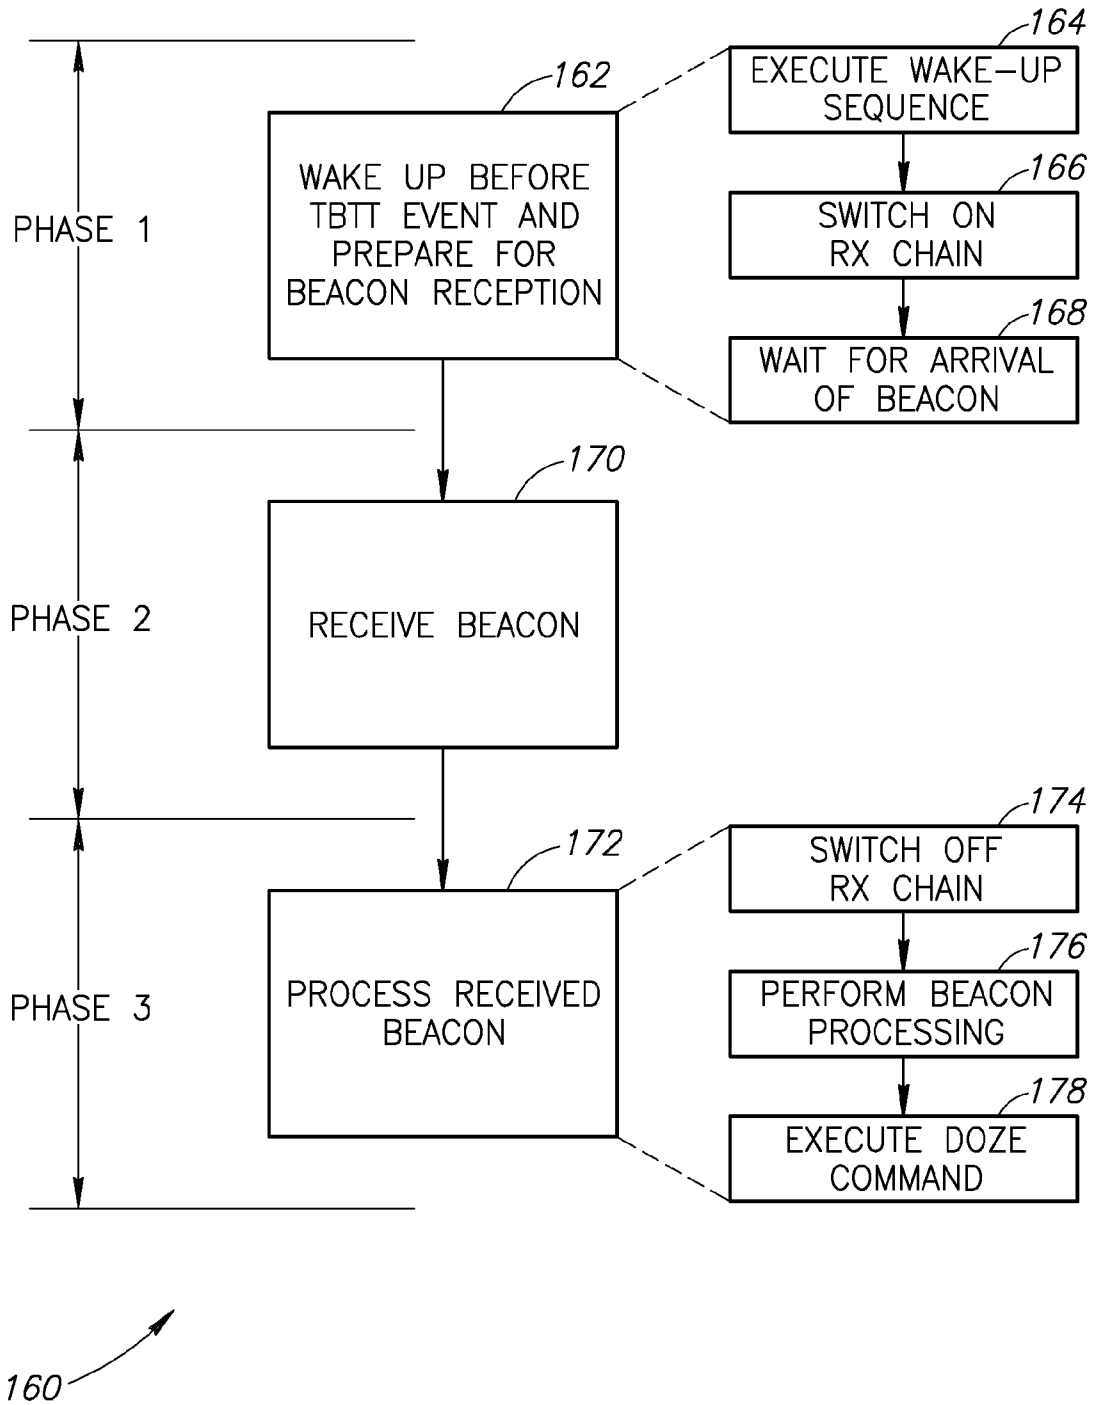 164
EXECUTE WAKE-UP
SEQUENCE
162
166
WAKE UP BEFORE
TBTT EVENT AND
PREPARE FOR
BEACON RECEPTION
SWITCH ON
RX CHAIN
PHASE 1
168
WAIT FOR ARRIVAL
OF BEACON
170
RECEIVE BEACON
PHASE 2
174
SWITCH OFF
RX CHAIN
172
176
PROCESS RECEIVED
BEACON
PERFORM BEACON
PROCESSING
PHASE 3
178
EXECUTE DOZE
COMMAND
160